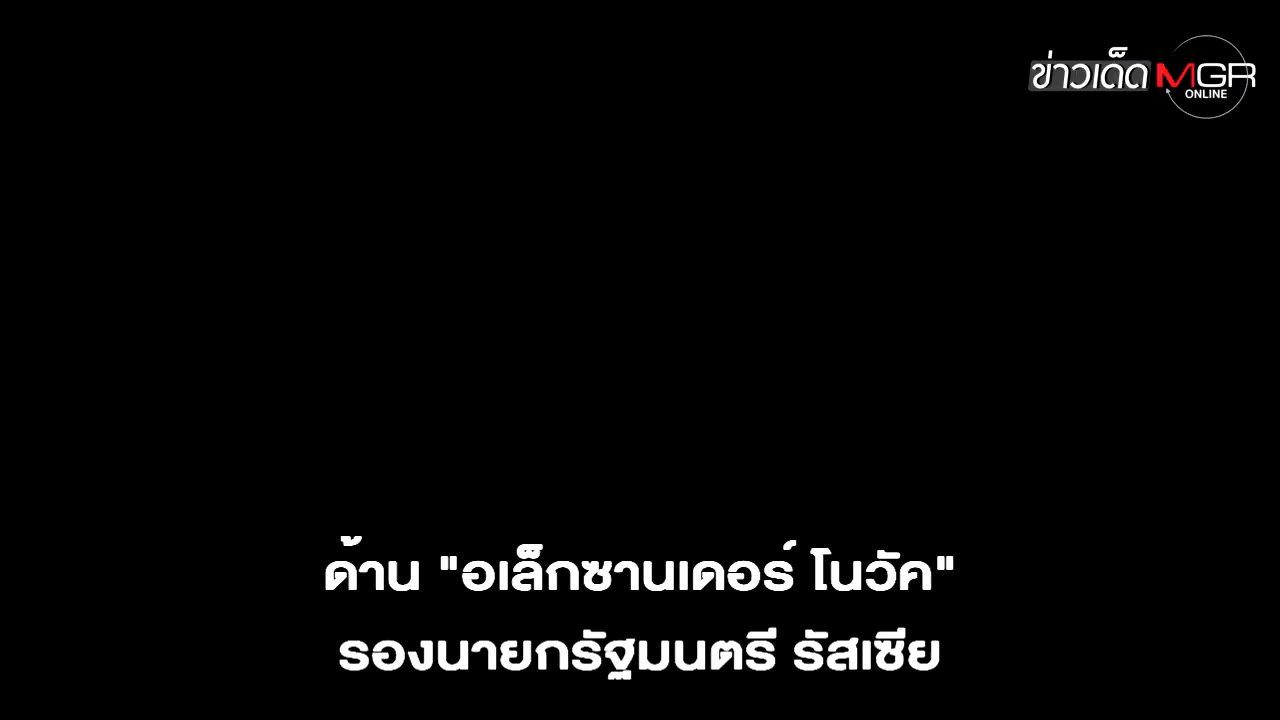 ข่าวเด็ด MGR
ONLINE
ด้าน "อเล็กซานเดอร์ โนวัค"
รองนายกรัฐมนตรี รัสเซีย